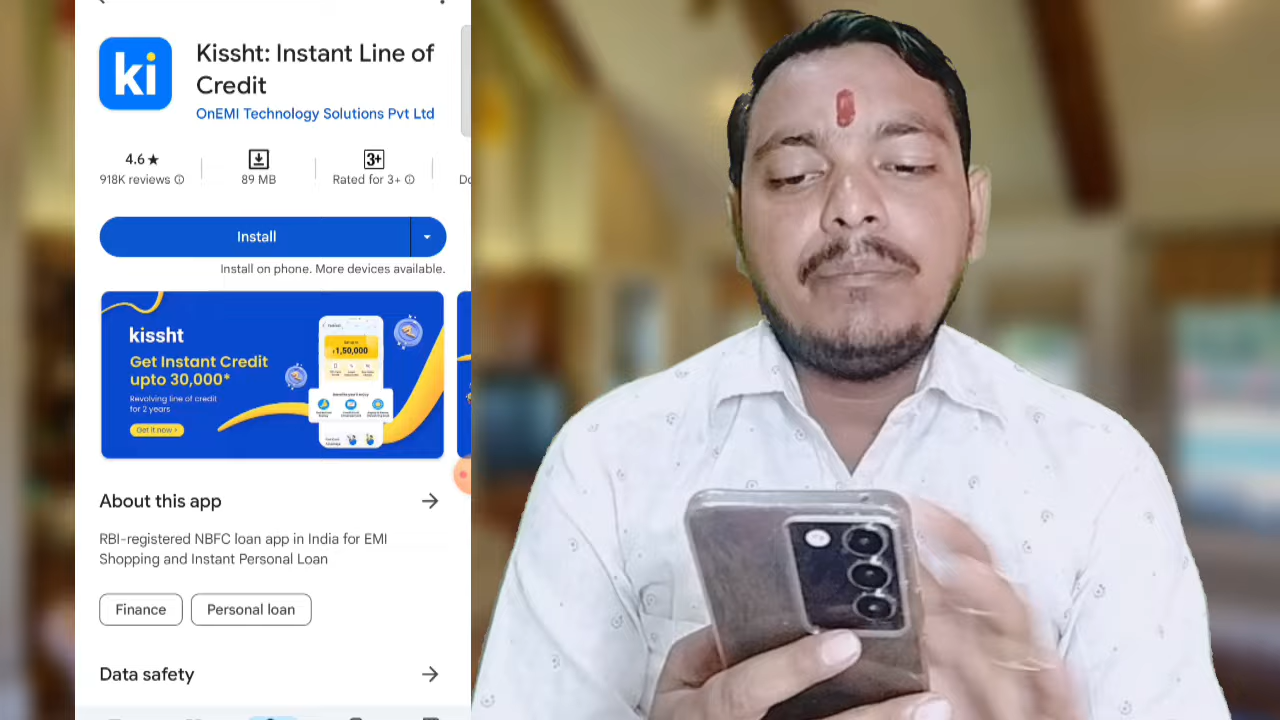 ki
Kissht: Instant Line of
Credit
OnEMI Technology Solutions Pvt Ltd
4.6★
918K reviews
89 MB
3+
Rated for 3+
Do
Install
Install on phone. More devices available.
kissht
Get Instant Credit
upto 30,000*
Revolving line of credit
for 2 years
Get it now >
₹1,50,000
About this app
RBI-registered NBFC loan app in India for EMI
Shopping and Instant Personal Loan
Finance
Personal loan
Data safety